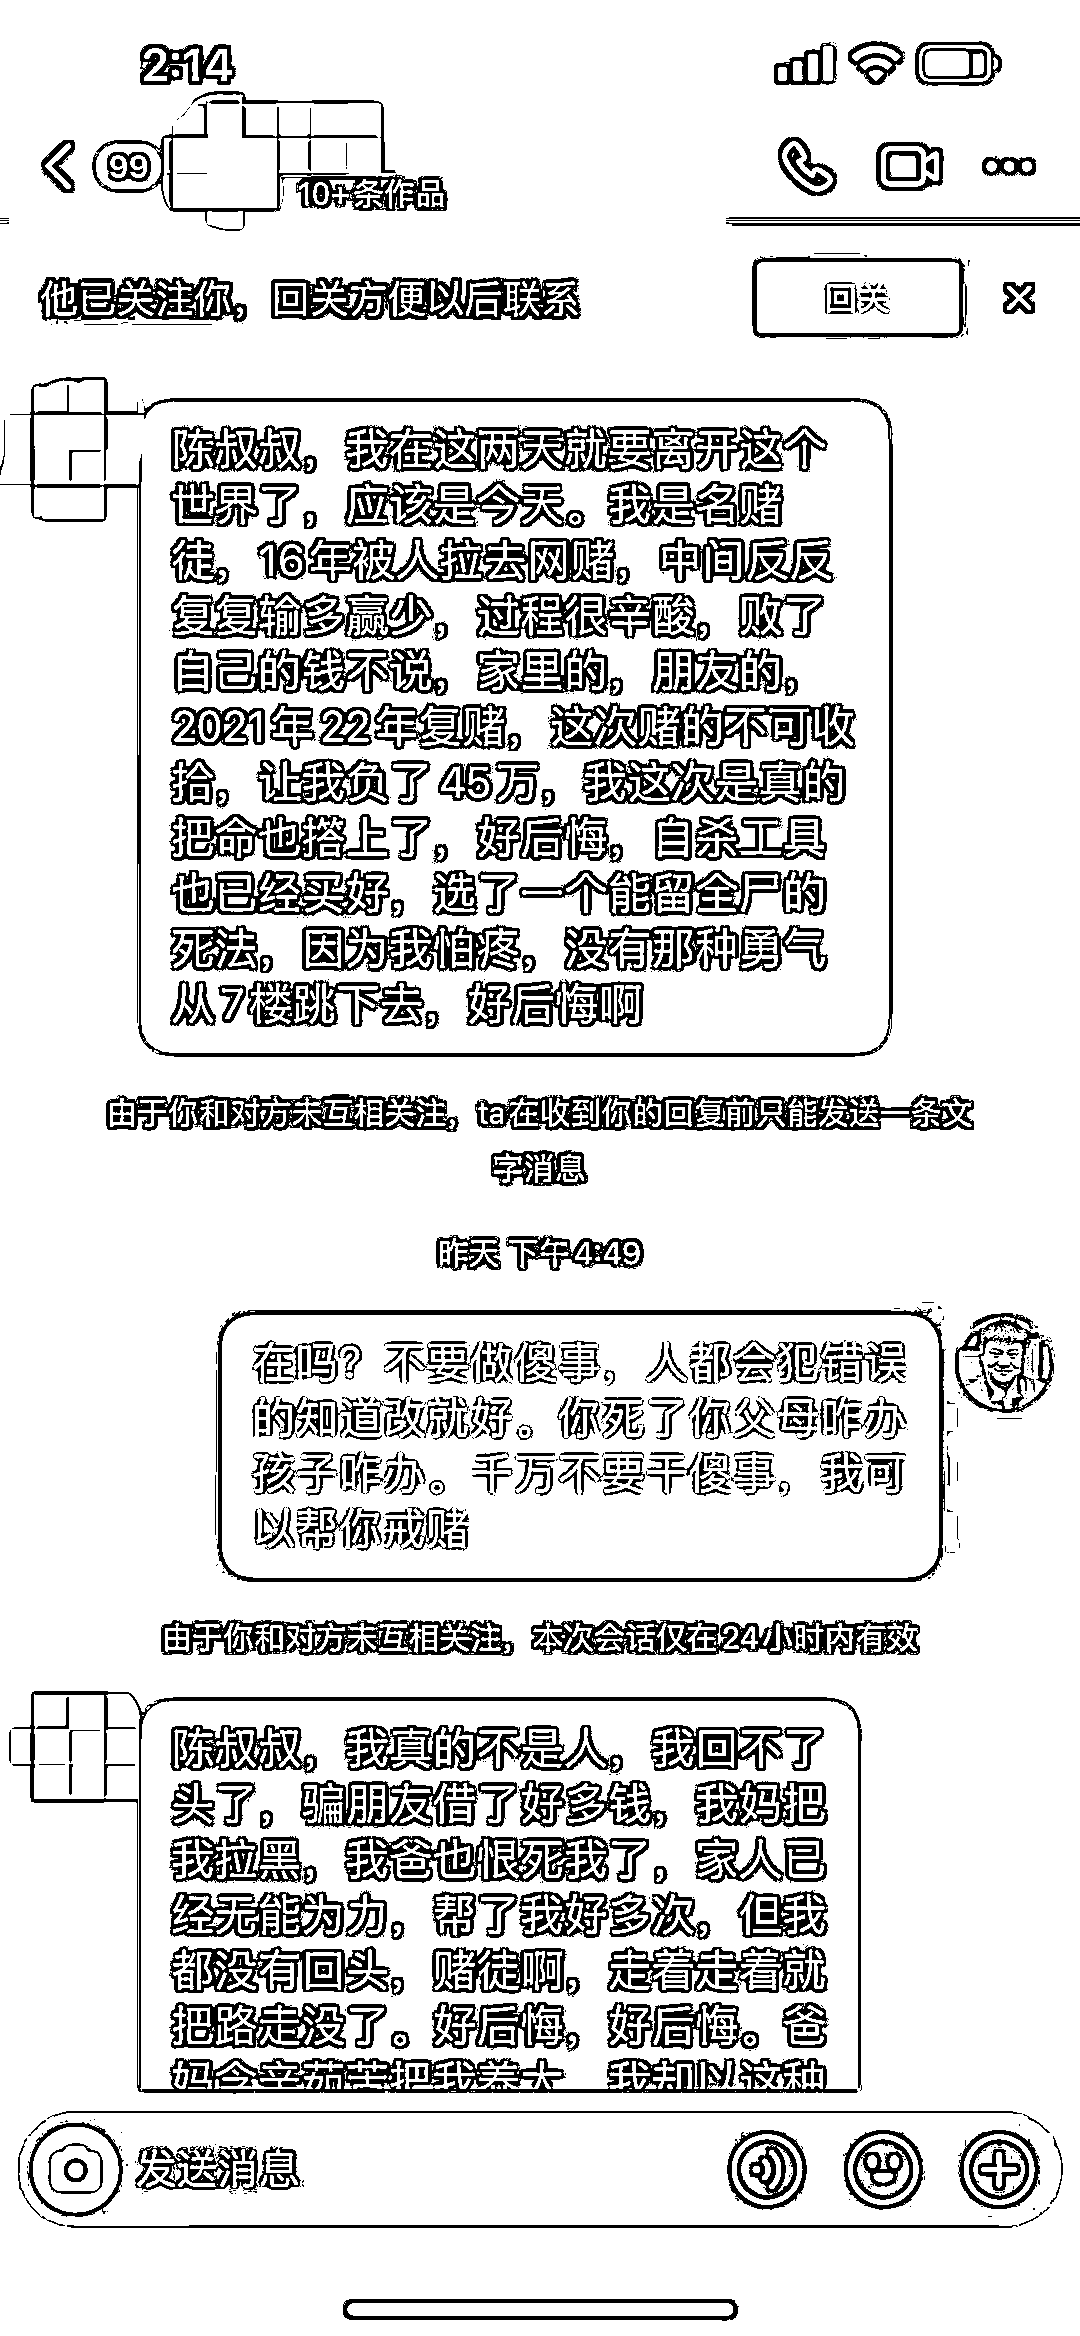 2:14
99
10+条作品
他已关注你，回关方便以后联系
回关
陈叔叔，我在这两天就要离开这个
世界了，应该是今天。我是名赌
徒，16年被人拉去网赌，中间反反
复复输多赢少，过程很辛酸，败了
自己的钱不说，家里的，朋友的，
2021年22年复赌，这次赌的不可收
拾，让我负了45万，我这次是真的
把命也撘上了，好后悔，自杀工具
也已经买好，选了一个能留全尸的
死法，因为我怕疼，没有那种勇气
从7楼跳下去，好后悔啊
由于你和对方未互相关注，ta在收到你的回复前只能发送一条文
字消息
昨天 下午4:49
在吗？不要做傻事，人都会犯错误
的知道改就好。你死了你父母咋办
孩子咋办。千万不要干傻事，我可
以帮你戒赌
由于你和对方未互相关注，本次会话仅在24小时内有效
陈叔叔，我真的不是人，我回不了
头了，骗朋友借了好多钱，我妈把
我拉黑，我爸也恨死我了，家人已
经无能为力，帮了我好多次，但我
都没有回头，赌徒啊，走着走着就
把路走没了。好后悔，好后悔。爸
妈含辛茹苦把我养大，我却以这种
发送消息